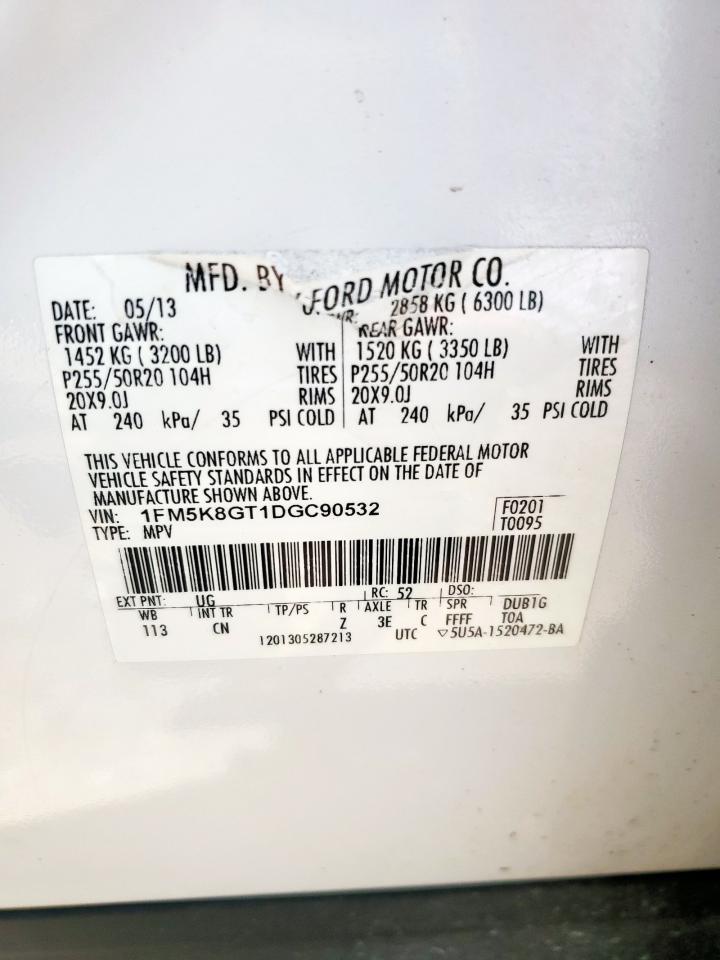 MFD. BY FORD MOTOR CO.
DATE: 05/13 2858 KG ( 6300 LB)
FRONT GAWR: REAR GAWR:
1452 KG ( 3200 LB) WITH 1520 KG ( 3350 LB) WITH
P255/50R20 104H TIRES P255/50R20 104H TIRES
20X9.0J RIMS 20X9.0J RIMS
AT 240 kPa/ 35 PSI COLD AT 240 kPa/ 35 PSI COLD
THIS VEHICLE CONFORMS TO ALL APPLICABLE FEDERAL MOTOR
VEHICLE SAFETY STANDARDS IN EFFECT ON THE DATE OF
MANUFACTURE SHOWN ABOVE.
VIN: 1FM5K8GT1DGC90532 F0201
TYPE: MPV T0095
EXT PNT: UG RC: 52 DSO:
WB INT TR TP/PS R AXLE TR SPR DUB1G
113 CN Z 3E C FFFF TOA
1201305287213 UTC ▽5U5A-1520472-BA